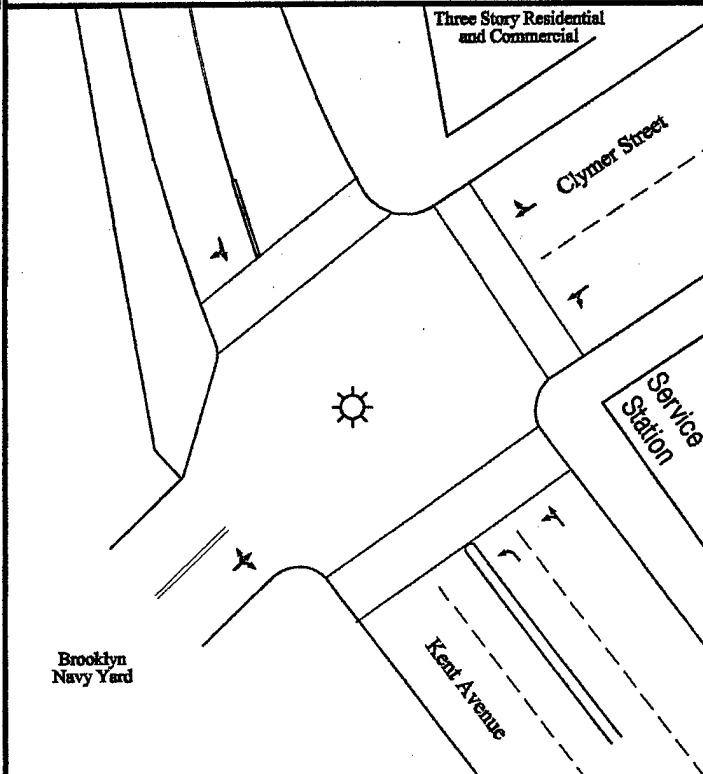 Three Story Residential
and Commercial
Clymer Street
Service
Station
Kent Avenue
Brooklyn
Navy Yard